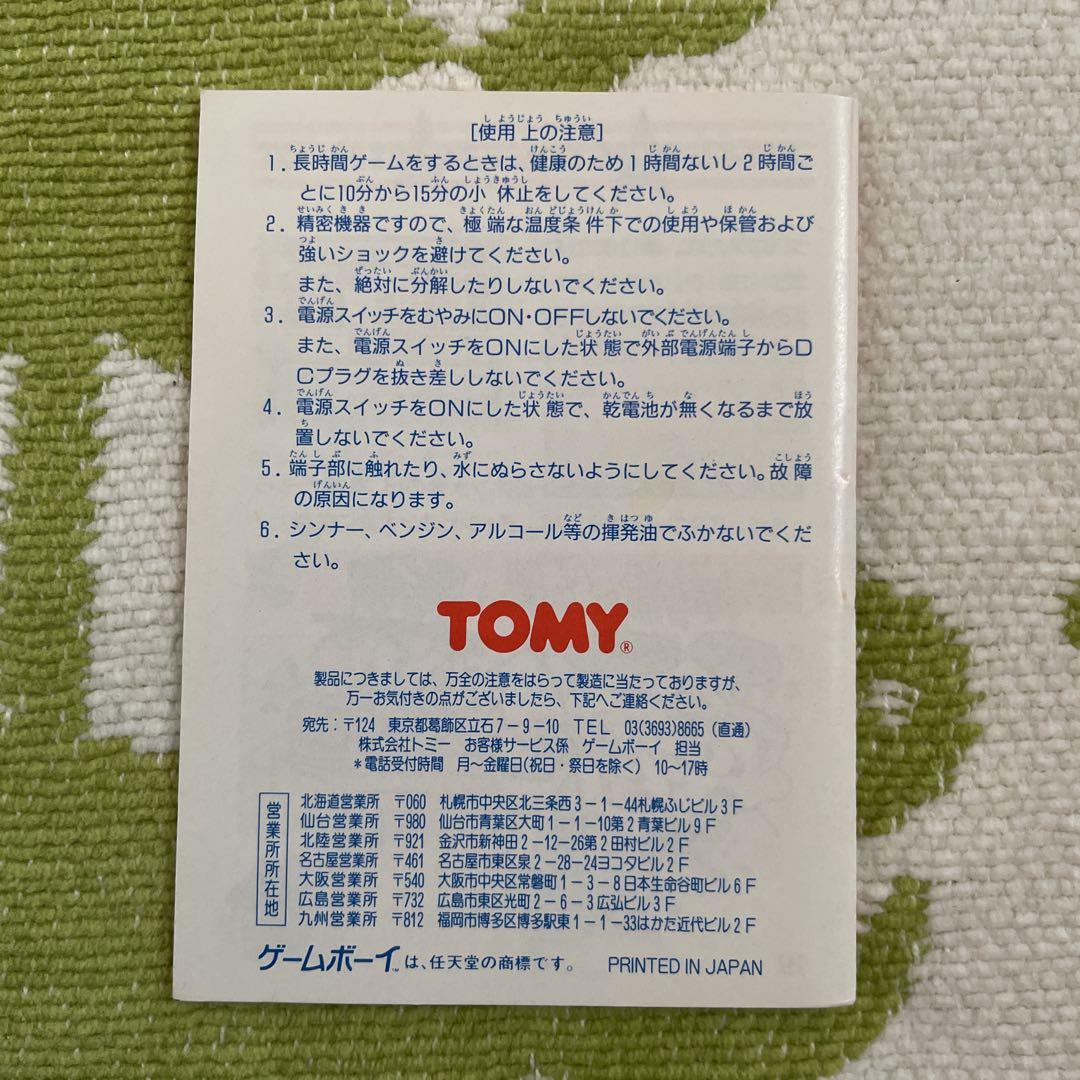 [使用上の注意]
1. 長時間ゲームをするときは、健康のため1時間ないし2時間ご
とに10分から15分の小休止をしてください。
2. 精密機器ですので、極端な温度条件下での使用や保管および
強いショックを避けてください。
また、絶対に分解したりしないでください。
3. 電源スイッチをむやみにON・OFFしないでください。
また、電源スイッチをONにした状態で外部電源端子からD
Cプラグを抜き差ししないでください。
4. 電源スイッチをONにした状態で、乾電池が無くなるまで放
置しないでください。
5. 端子部に触れたり、水にぬらさないようにしてください。故障
の原因になります。
6. シンナー、ベンジン、アルコール等の揮発油でふかないでくだ
さい。
TOMY®
製品につきましては、万全の注意をはらって製造に当たっておりますが、
万一お気付きの点がございましたら、下記へご連絡ください。
宛先：〒124 東京都葛飾区立石7-9-10 TEL 03(3693)8665 (直通)
株式会社トミー お客様サービス係 ゲームボーイ 担当
*電話受付時間 月〜金曜日(祝日・祭日を除く) 10〜17時
営業所所在地
北海道営業所 〒060 札幌市中央区北三条西3-1-44札幌ふじビル3F
仙台営業所 〒980 仙台市青葉区大町1-1-10第2青葉ビル9F
北陸営業所 〒921 金沢市新神田2-12-26第2田村ビル2F
名古屋営業所 〒461 名古屋市東区泉2-28-24ヨコタビル2F
大阪営業所 〒540 大阪市中央区常磐町1-3-8日本生命谷町ビル6F
広島営業所 〒732 広島市東区光町2-6-3広弘ビル3F
九州営業所 〒812 福岡市博多区博多駅東1-1-33はかた近代ビル2F
ゲームボーイ™は、任天堂の商標です。 PRINTED IN JAPAN